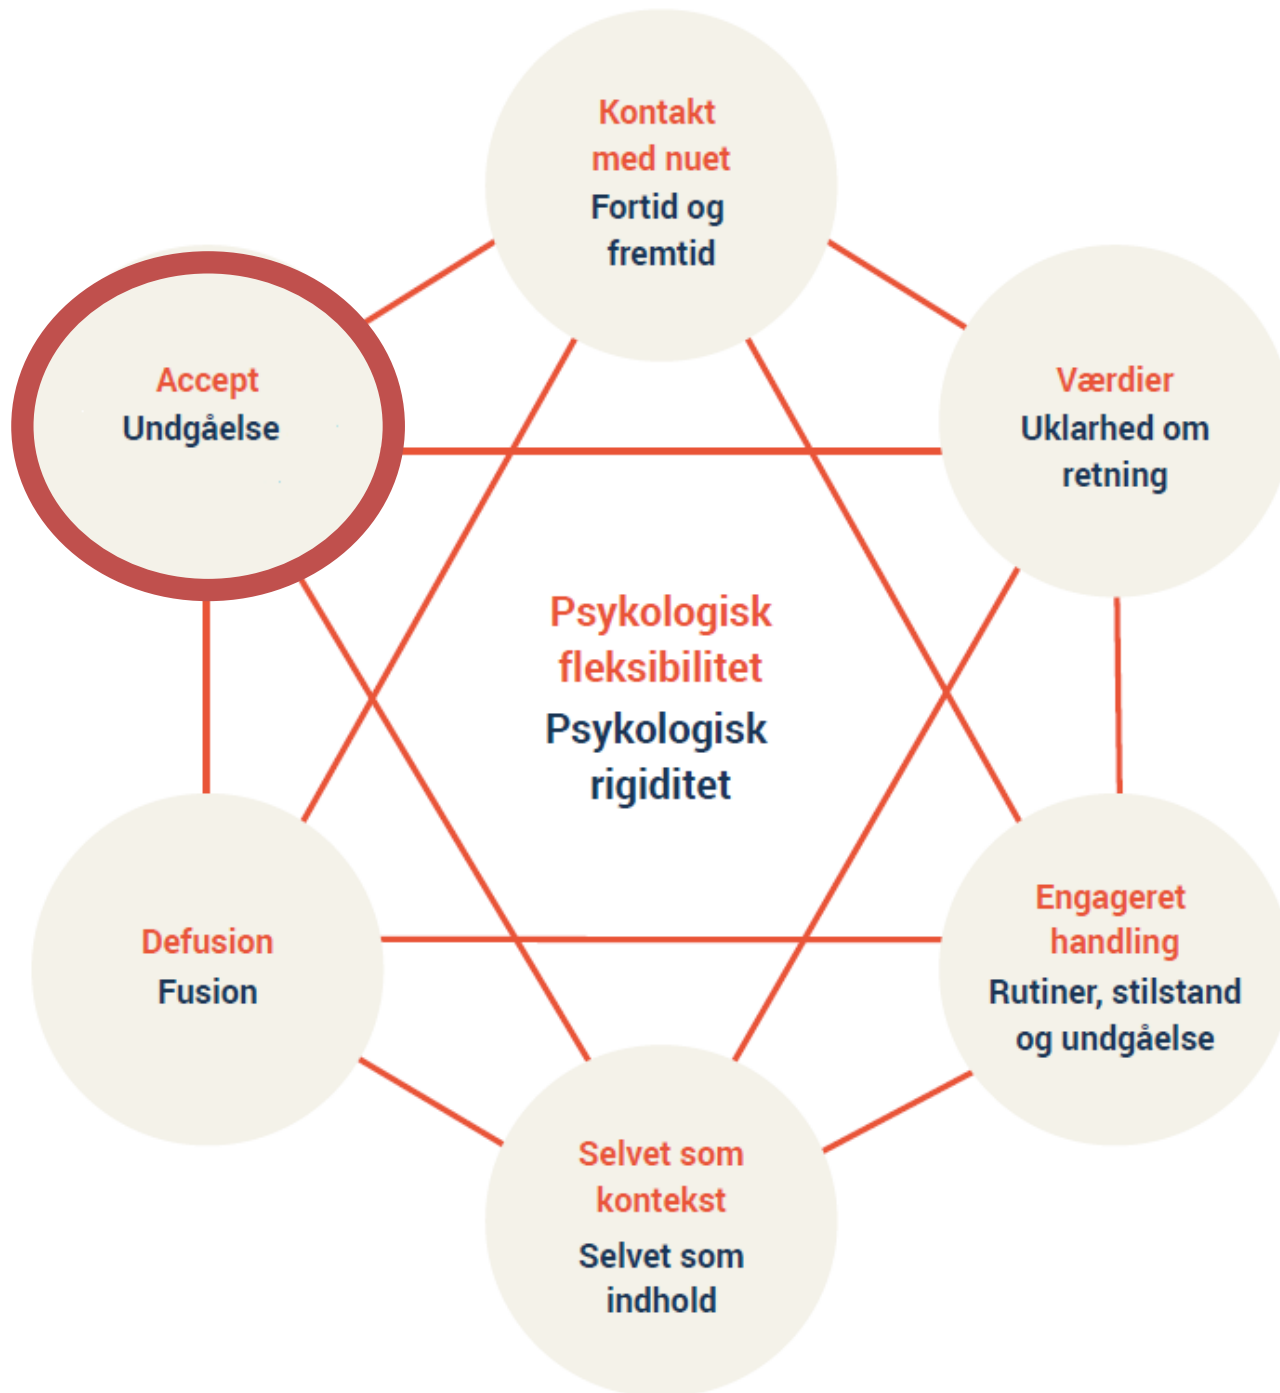 Kontakt
med nuet
Fortid og
fremtid
Accept
Undgåelse
Værdier
Uklarhed om
retning
Psykologisk
fleksibilitet
Psykologisk
rigiditet
Defusion
Fusion
Engageret
handling
Rutiner, stilstand
og undgåelse
Selvet som
kontekst
Selvet som
indhold